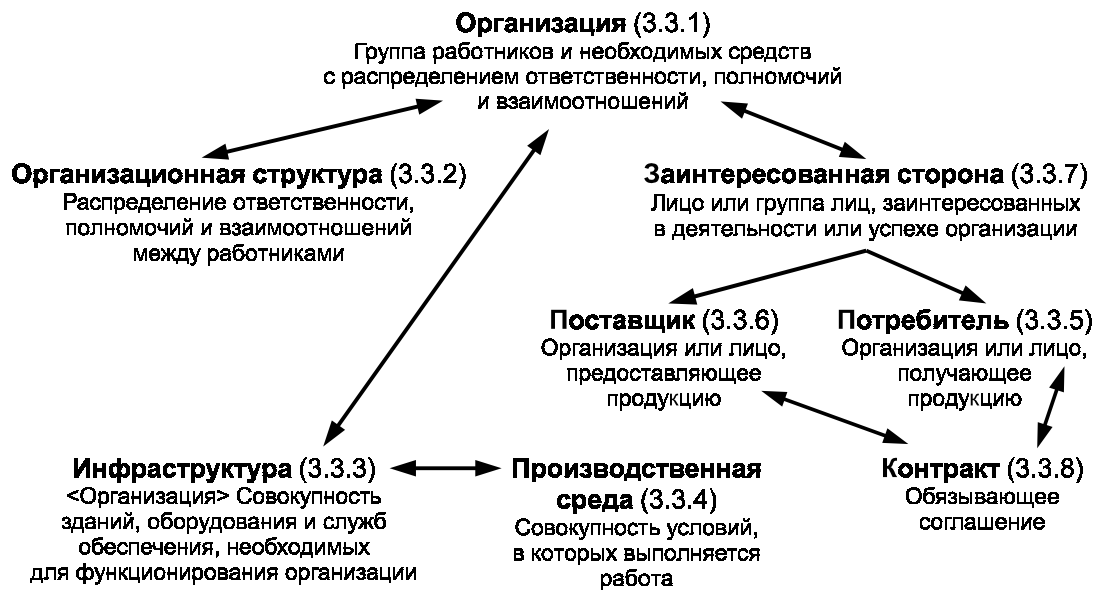 Организация (3.3.1)
Группа работников и необходимых средств
с распределением ответственности, полномочий
и взаимоотношений
Организационная структура (3.3.2)
Распределение ответственности,
полномочий и взаимоотношений
между работниками
Заинтересованная сторона (3.3.7)
Лицо или группа лиц, заинтересованных
в деятельности или успехе организации
Поставщик (3.3.6)
Организация или лицо,
предоставляющее
продукцию
Потребитель (3.3.5)
Организация или лицо,
получающее
продукцию
Инфраструктура (3.3.3)
<Организация> Совокупность
зданий, оборудования и служб
обеспечения, необходимых
для функционирования организации
Производственная
среда (3.3.4)
Совокупность условий,
в которых выполняется
работа
Контракт (3.3.8)
Обязывающее
соглашение